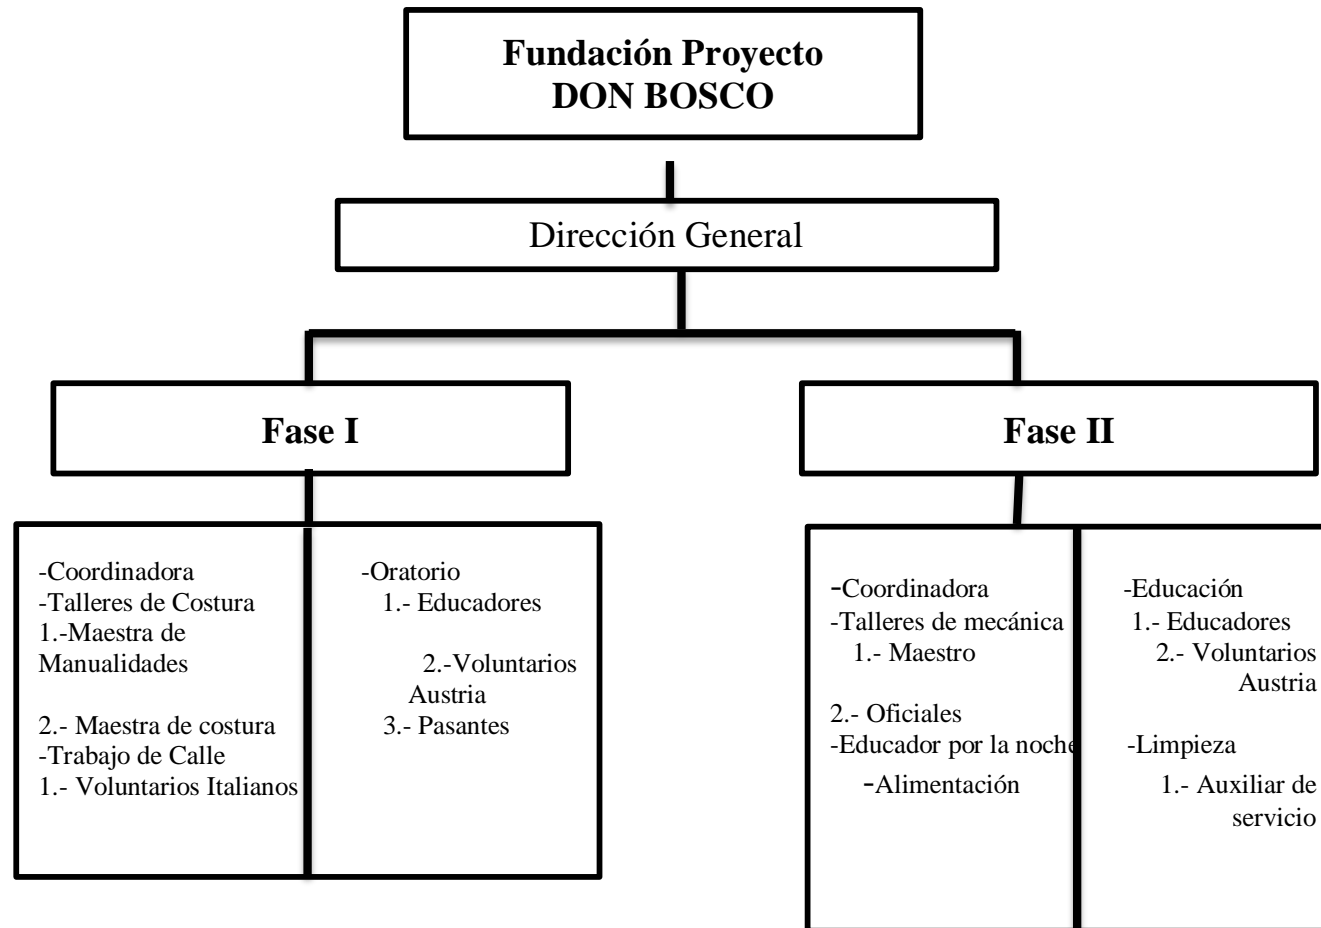 Fundación Proyecto
DON BOSCO
Dirección General
Fase I
Fase II
-Coordinadora
-Talleres de Costura
1.-Maestra de
Manualidades
2.- Maestra de costura
-Trabajo de Calle
1.- Voluntarios Italianos
-Oratorio
1.- Educadores
2.-Voluntarios
Austria
3.- Pasantes
-Coordinadora
-Talleres de mecánica
1.- Maestro
2.- Oficiales
-Educador por la noche
-Alimentación
-Educación
1.- Educadores
2.- Voluntarios
Austria
-Limpieza
1.- Auxiliar de
servicio